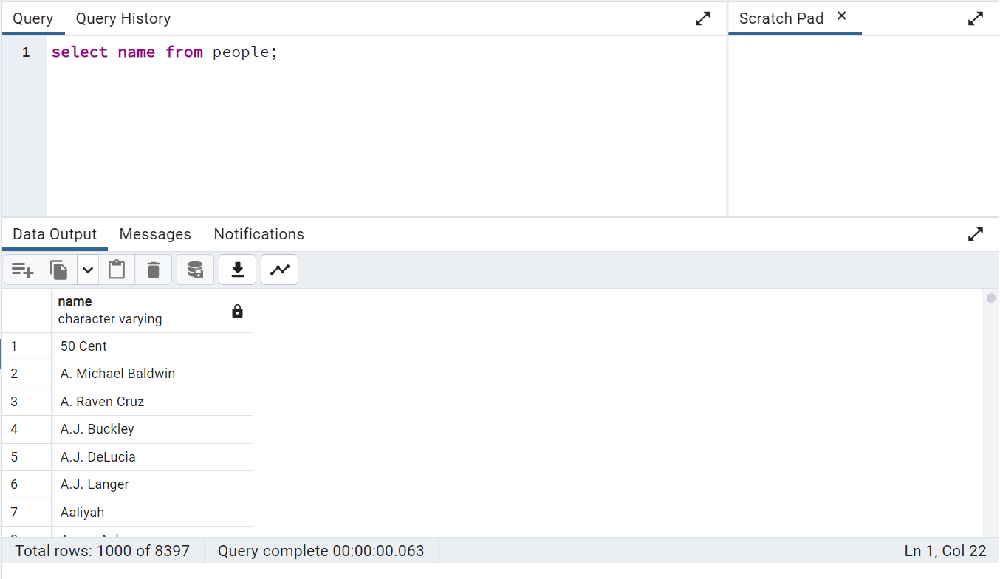 Query Query History Scratch Pad ×
1 select name from people;
Data Output Messages Notifications
name
character varying
1 50 Cent
2 A. Michael Baldwin
3 A. Raven Cruz
4 A.J. Buckley
5 A.J. DeLucia
6 A.J. Langer
7 Aaliyah
Total rows: 1000 of 8397 Query complete 00:00:00.063 Ln 1, Col 22